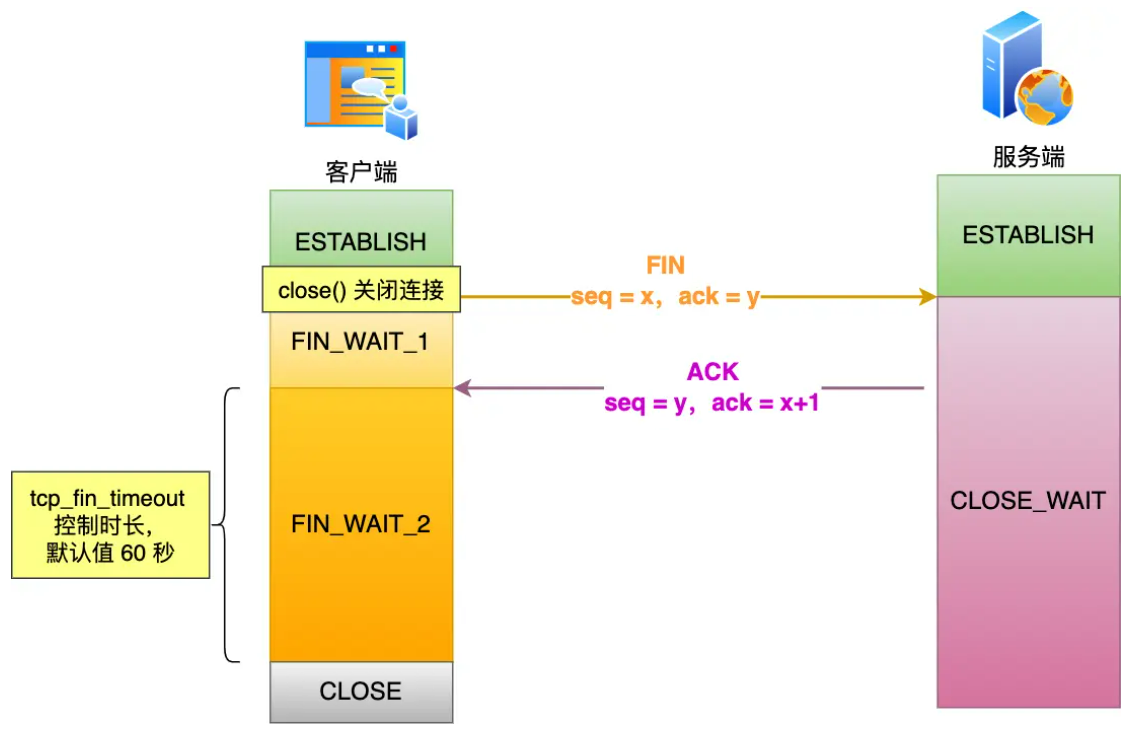 客户端
服务端
ESTABLISH
ESTABLISH
close() 关闭连接
FIN
seq = x，ack = y
FIN_WAIT_1
ACK
seq = y，ack = x+1
tcp_fin_timeout
控制时长，
默认值 60 秒
FIN_WAIT_2
CLOSE_WAIT
CLOSE